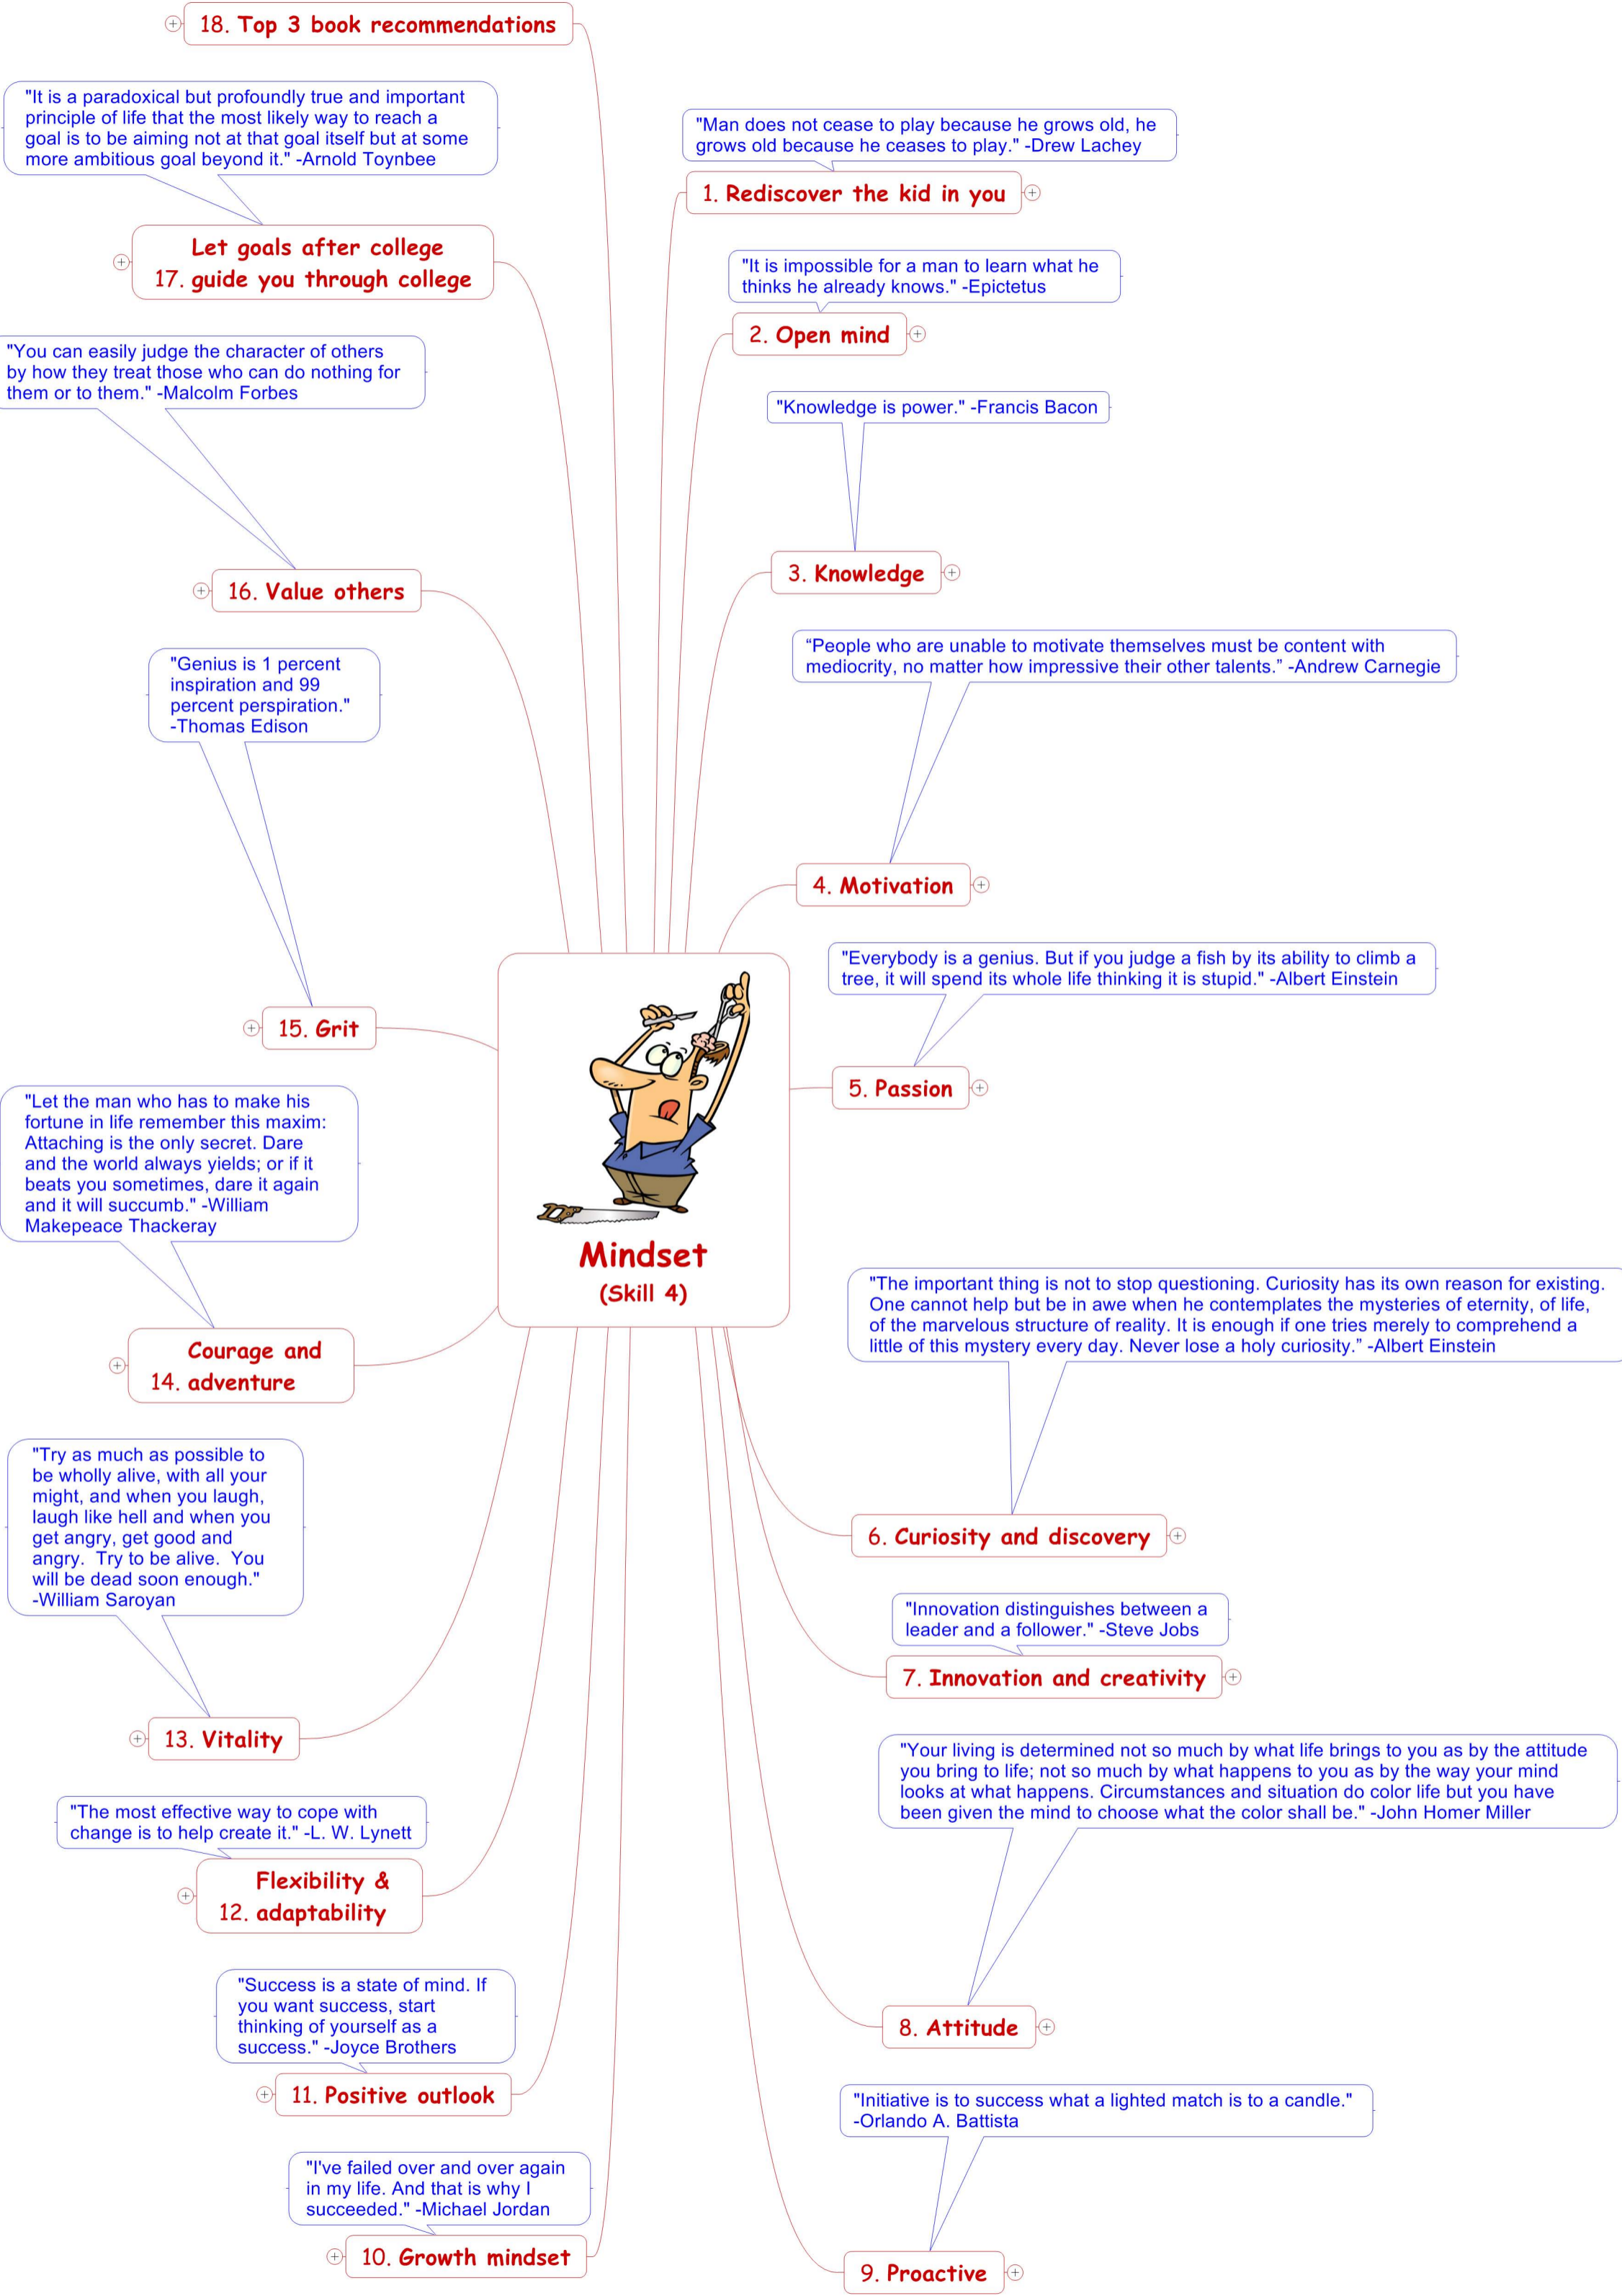 18. Top 3 book recommendations
"It is a paradoxical but profoundly true and important
principle of life that the most likely way to reach a
goal is to be aiming not at that goal itself but at some
more ambitious goal beyond it." -Arnold Toynbee
Let goals after college
17. guide you through college
"You can easily judge the character of others
by how they treat those who can do nothing for
them or to them." -Malcolm Forbes
16. Value others
"Genius is 1 percent
inspiration and 99
percent perspiration."
-Thomas Edison
15. Grit
"Let the man who has to make his
fortune in life remember this maxim:
Attaching is the only secret. Dare
and the world always yields; or if it
beats you sometimes, dare it again
and it will succumb." -William
Makepeace Thackeray
Courage and
14. adventure
"Try as much as possible to
be wholly alive, with all your
might, and when you laugh,
laugh like hell and when you
get angry, get good and
angry.  Try to be alive.  You
will be dead soon enough."
-William Saroyan
13. Vitality
"The most effective way to cope with
change is to help create it." -L. W. Lynett
Flexibility &
12. adaptability
"Success is a state of mind. If
you want success, start
thinking of yourself as a
success." -Joyce Brothers
11. Positive outlook
"I've failed over and over again
in my life. And that is why I
succeeded." -Michael Jordan
10. Growth mindset
Mindset
(Skill 4)
"Man does not cease to play because he grows old, he
grows old because he ceases to play." -Drew Lachey
1. Rediscover the kid in you
"It is impossible for a man to learn what he
thinks he already knows." -Epictetus
2. Open mind
"Knowledge is power." -Francis Bacon
3. Knowledge
“People who are unable to motivate themselves must be content with
mediocrity, no matter how impressive their other talents.” -Andrew Carnegie
4. Motivation
"Everybody is a genius. But if you judge a fish by its ability to climb a
tree, it will spend its whole life thinking it is stupid." -Albert Einstein
5. Passion
"The important thing is not to stop questioning. Curiosity has its own reason for existing.
One cannot help but be in awe when he contemplates the mysteries of eternity, of life,
of the marvelous structure of reality. It is enough if one tries merely to comprehend a
little of this mystery every day. Never lose a holy curiosity.” -Albert Einstein
6. Curiosity and discovery
"Innovation distinguishes between a
leader and a follower." -Steve Jobs
7. Innovation and creativity
"Your living is determined not so much by what life brings to you as by the attitude
you bring to life; not so much by what happens to you as by the way your mind
looks at what happens. Circumstances and situation do color life but you have
been given the mind to choose what the color shall be." -John Homer Miller
8. Attitude
"Initiative is to success what a lighted match is to a candle."
-Orlando A. Battista
9. Proactive